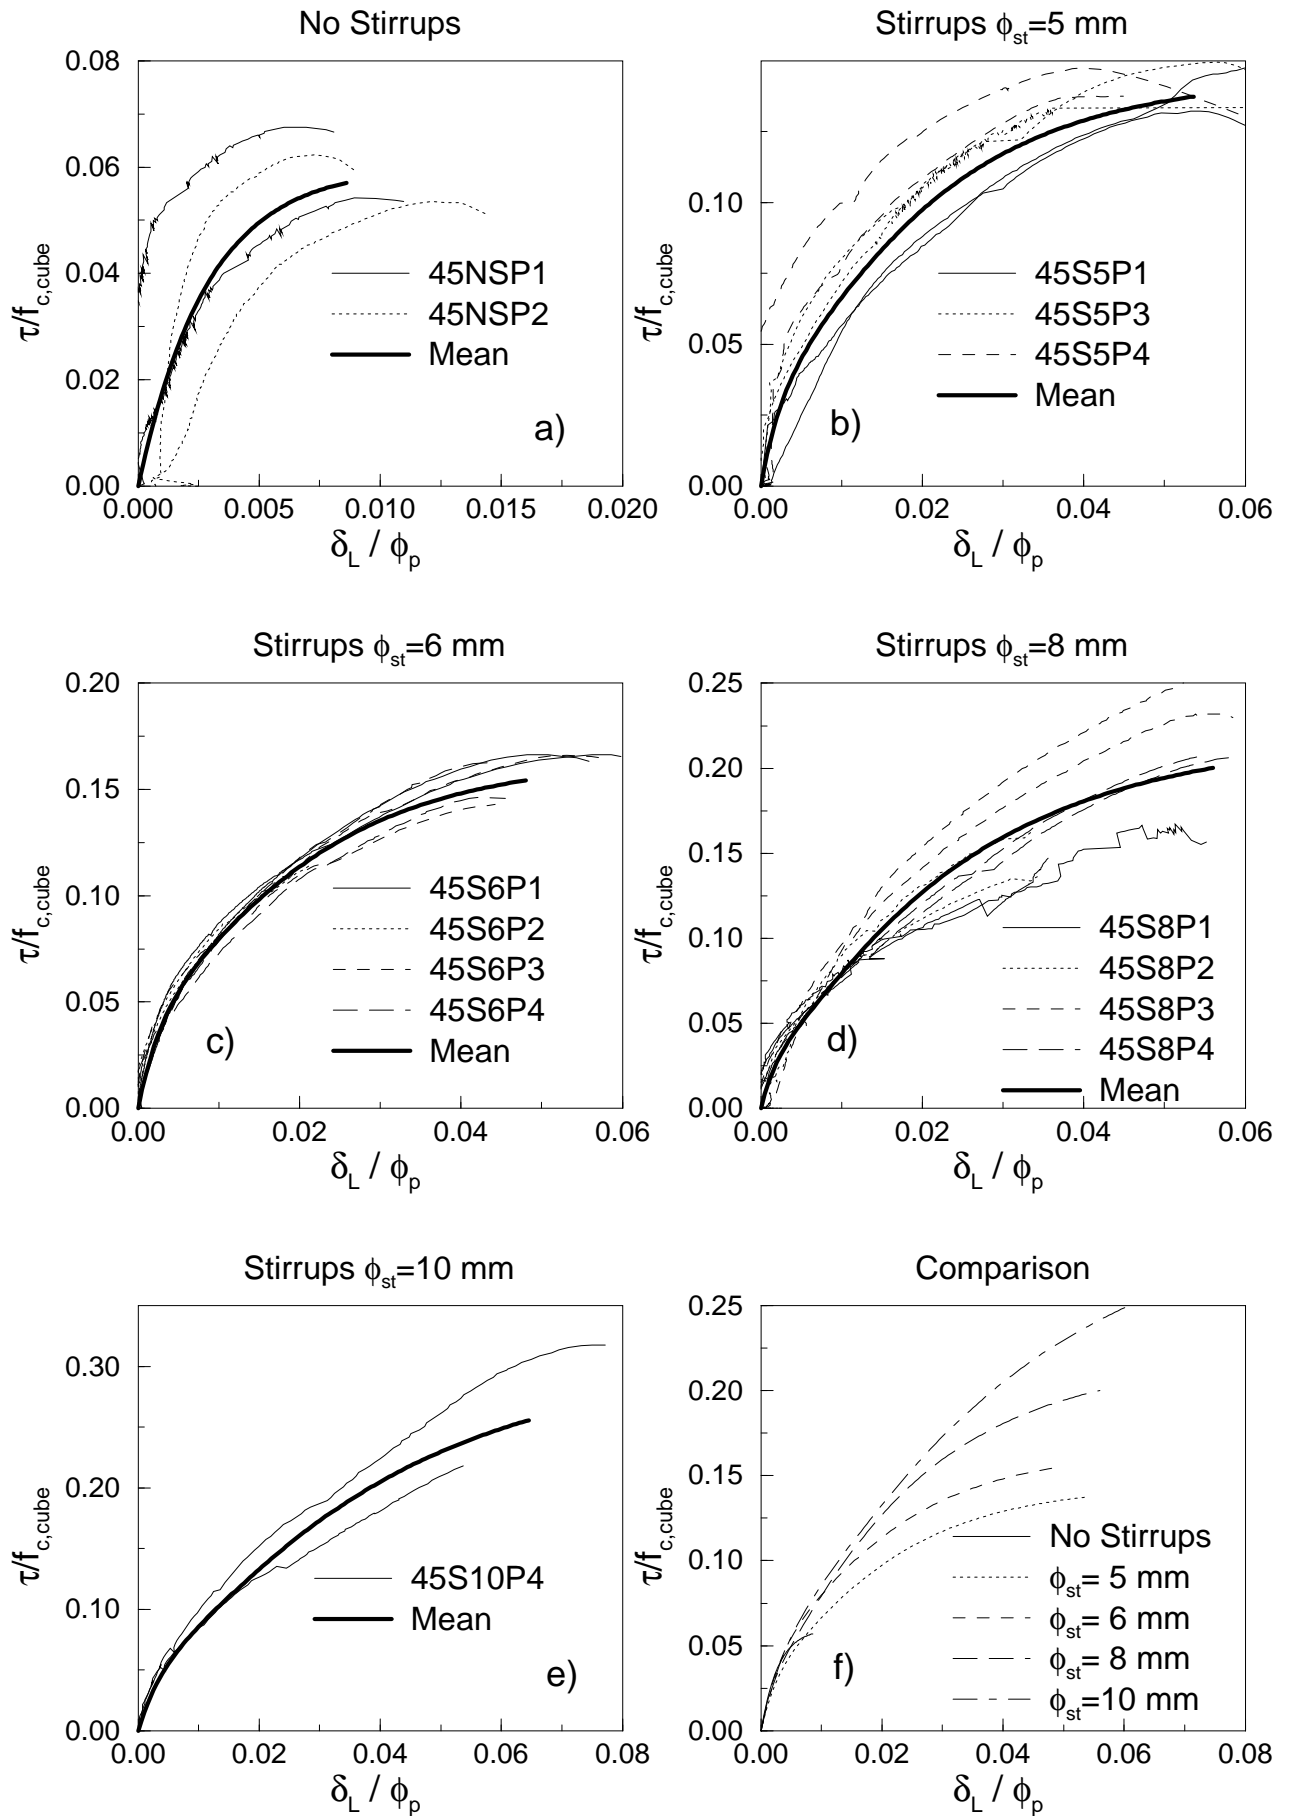 No Stirrups
Stirrups ϕst=5 mm
0.08
0.06
0.04
0.02
0.00
τ/fc,cube
45NSP1
45NSP2
Mean
a)
0.000
0.005
0.010
0.015
0.020
δL / ϕp
0.10
0.05
0.00
τ/fc,cube
45S5P1
45S5P3
45S5P4
Mean
b)
0.00
0.02
0.04
0.06
δL / ϕp
Stirrups ϕst=6 mm
Stirrups ϕst=8 mm
0.20
0.15
0.10
0.05
0.00
τ/fc,cube
45S6P1
45S6P2
45S6P3
45S6P4
Mean
c)
0.00
0.02
0.04
0.06
δL / ϕp
0.25
0.20
0.15
0.10
0.05
0.00
τ/fc,cube
45S8P1
45S8P2
45S8P3
45S8P4
Mean
d)
0.00
0.02
0.04
0.06
δL / ϕp
Stirrups ϕst=10 mm
Comparison
0.30
0.20
0.10
0.00
τ/fc,cube
45S10P4
Mean
e)
0.00
0.02
0.04
0.06
0.08
δL / ϕp
0.25
0.20
0.15
0.10
0.05
0.00
τ/fc,cube
No Stirrups
ϕst= 5 mm
ϕst= 6 mm
ϕst= 8 mm
ϕst=10 mm
f)
0.00
0.02
0.04
0.06
0.08
δL / ϕp